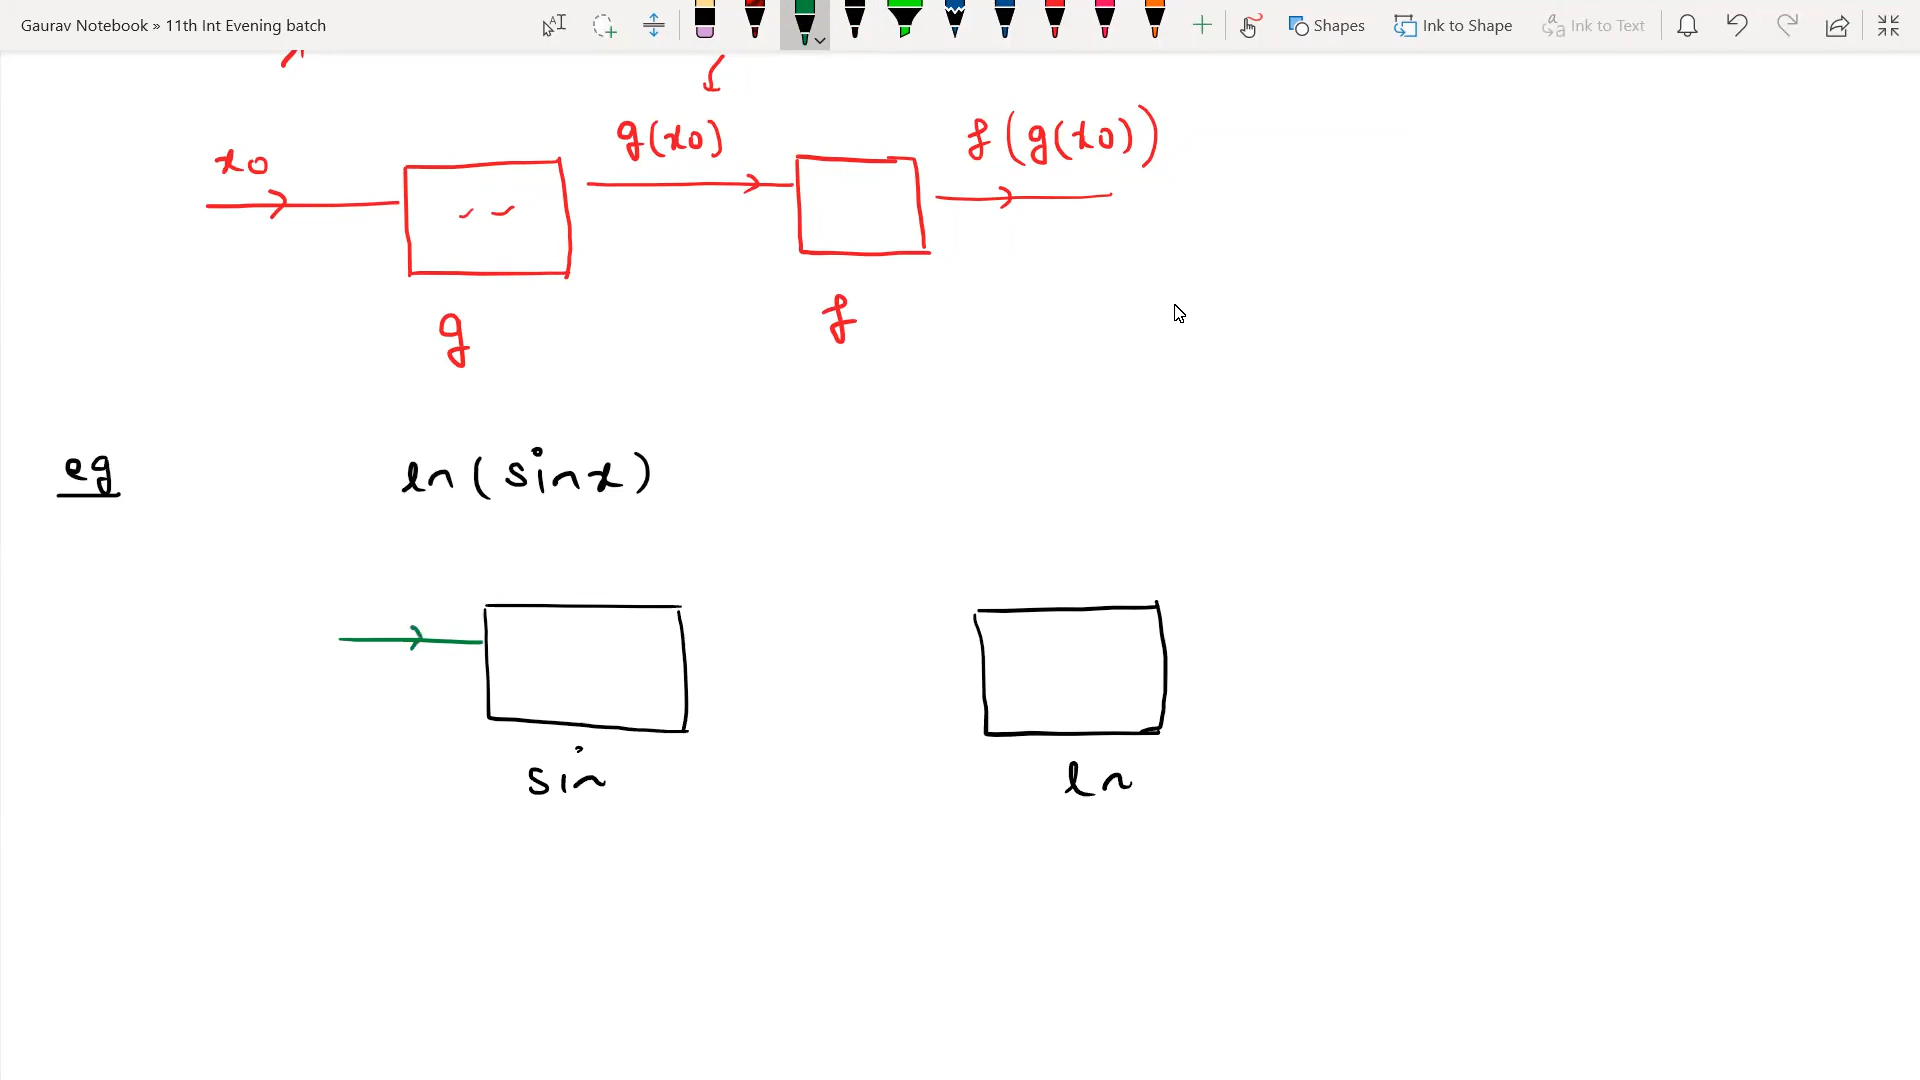 Gaurav Notebook » 11th Int Evening batch
Shapes
Ink to Shape
Ink to Text
x0
g(x0)
f(g(x0))
g
f
eg
ln(sinx)
sin
ln